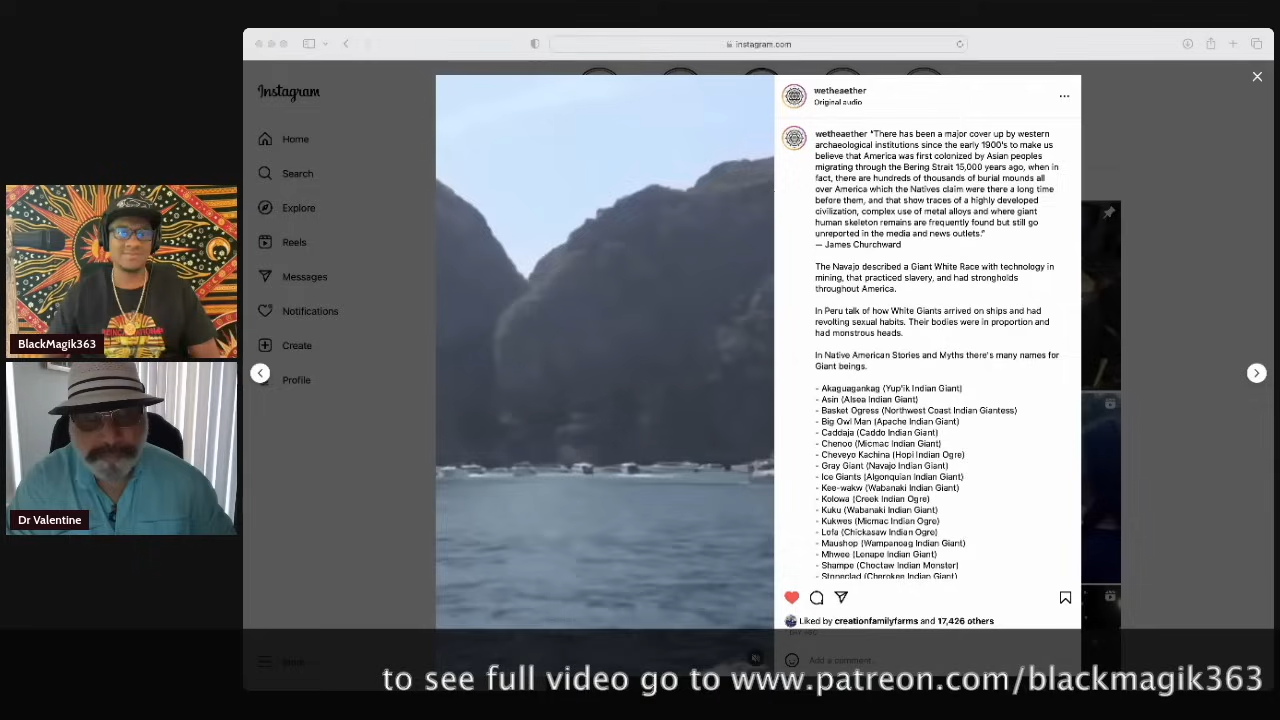 instagram.com
Instagram
Home
Search
Explore
Reels
Messages
Notifications
Create
Profile
wetheaether
Original audio
wetheaether "There has been a major cover up by western
archaeological institutions since the early 1900's to make us
believe that America was first colonized by Asian peoples
migrating through the Bering Strait 15,000 years ago, when in
fact, there are hundreds of thousands of burial mounds all
over America which the Natives claim were there a long time
before them, and that show traces of a highly developed
civilization, complex use of metal alloys and where giant
human skeleton remains are frequently found but still go
unreported in the media and news outlets."
— James Churchward
The Navajo described a Giant White Race with technology in
mining, that practiced slavery, and had strongholds
throughout America.
In Peru talk of how White Giants arrived on ships and had
revolting sexual habits. Their bodies were in proportion and
had monstrous heads.
In Native American Stories and Myths there's many names for
Giant beings.
- Akaguagankag (Yup'ik Indian Giant)
- Asin (Alsea Indian Giant)
- Basket Ogress (Northwest Coast Indian Giantess)
- Big Owl Man (Apache Indian Giant)
- Caddaja (Caddo Indian Giant)
- Chenoo (Micmac Indian Giant)
- Cheveyo Kachina (Hopi Indian Ogre)
- Gray Giant (Navajo Indian Giant)
- Ice Giants (Algonquian Indian Giant)
- Kee-wakw (Wabanaki Indian Giant)
- Kolowa (Creek Indian Ogre)
- Kuku (Wabanaki Indian Giant)
- Kukwes (Micmac Indian Ogre)
- Lofa (Chickasaw Indian Ogre)
- Maushop (Wampanoag Indian Giant)
- Mhwee (Lenape Indian Giant)
- Shampe (Choctaw Indian Monster)
- Stoneclad (Cherokee Indian Giant)
Liked by creationfamilyfarms and 17,426 others
Add a comment...
BlackMagik363
Dr Valentine
to see full video go to www.patreon.com/blackmagik363